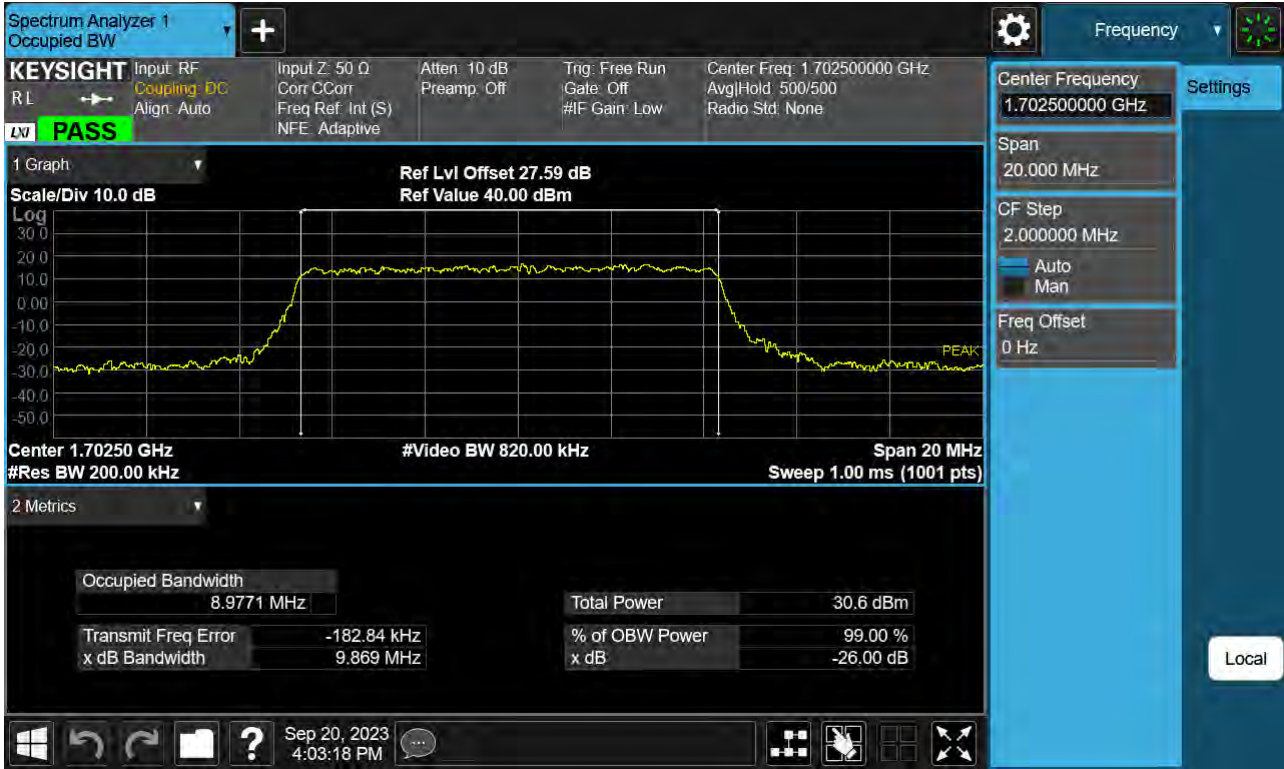 Spectrum Analyzer 1
Occupied BW
Frequency
KEYSIGHT
R L
LXI
PASS
Input: RF
Coupling: DC
Align: Auto
Input Z: 50 Ω
Corr CCorr
Freq Ref: Int (S)
NFE: Adaptive
Atten: 10 dB
Preamp: Off
Trig: Free Run
Gate: Off
#IF Gain: Low
Center Freq: 1.702500000 GHz
Avg|Hold: 500/500
Radio Std: None
1 Graph
Scale/Div 10.0 dB
Ref Lvl Offset 27.59 dB
Ref Value 40.00 dBm
Log
30.0
20.0
10.0
0.00
-10.0
-20.0
-30.0
-40.0
-50.0
PEAK
Center 1.70250 GHz
#Res BW 200.00 kHz
#Video BW 820.00 kHz
Span 20 MHz
Sweep 1.00 ms (1001 pts)
2 Metrics
Occupied Bandwidth
8.9771 MHz
Transmit Freq Error -182.84 kHz
x dB Bandwidth 9.869 MHz
Total Power 30.6 dBm
% of OBW Power 99.00 %
x dB -26.00 dB
Sep 20, 2023
4:03:18 PM
Center Frequency
1.702500000 GHz
Span
20.000 MHz
CF Step
2.000000 MHz
Auto
Man
Freq Offset
0 Hz
Settings
Local